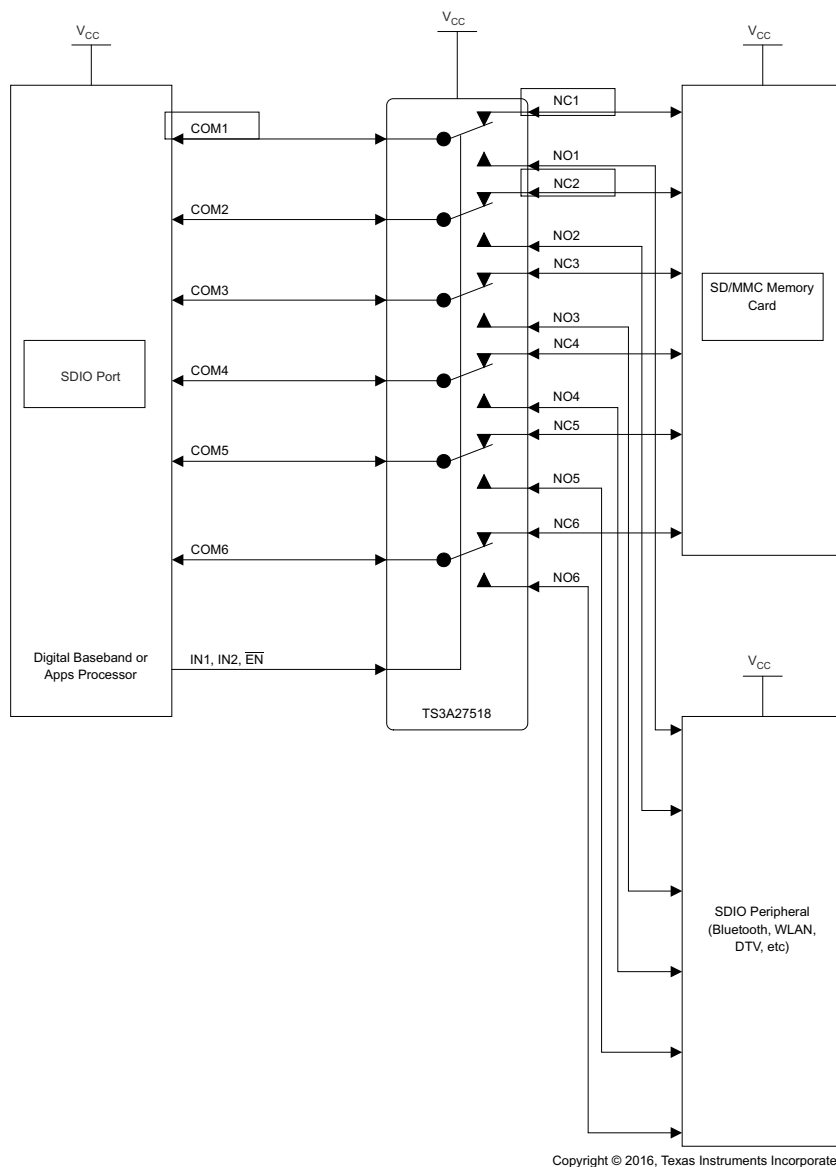 VCC
VCC
VCC
COM1
NC1
NO1
COM2
NC2
NO2
COM3
NC3
NO3
COM4
NC4
NO4
COM5
NC5
NO5
COM6
NC6
NO6
SDIO Port
SD/MMC Memory
Card
Digital Baseband or
Apps Processor
IN1, IN2, EN
TS3A27518
VCC
SDIO Peripheral
(Bluetooth, WLAN,
DTV, etc)
Copyright © 2016, Texas Instruments Incorporate